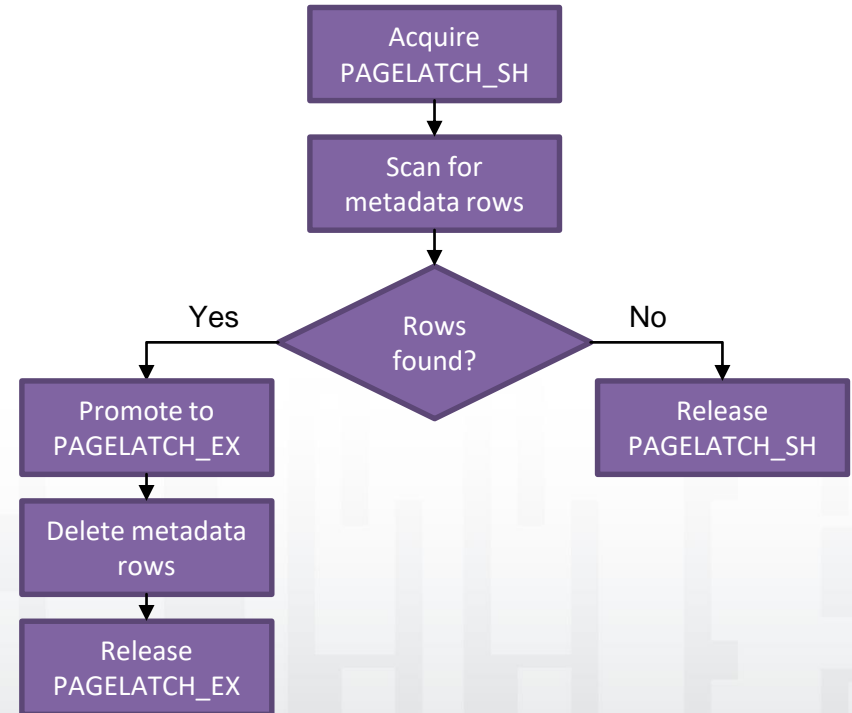 Acquire
PAGELATCH_SH
Scan for
metadata rows
Rows
found?
Yes
No
Promote to
PAGELATCH_EX
Release
PAGELATCH_SH
Delete metadata
rows
Release
PAGELATCH_EX